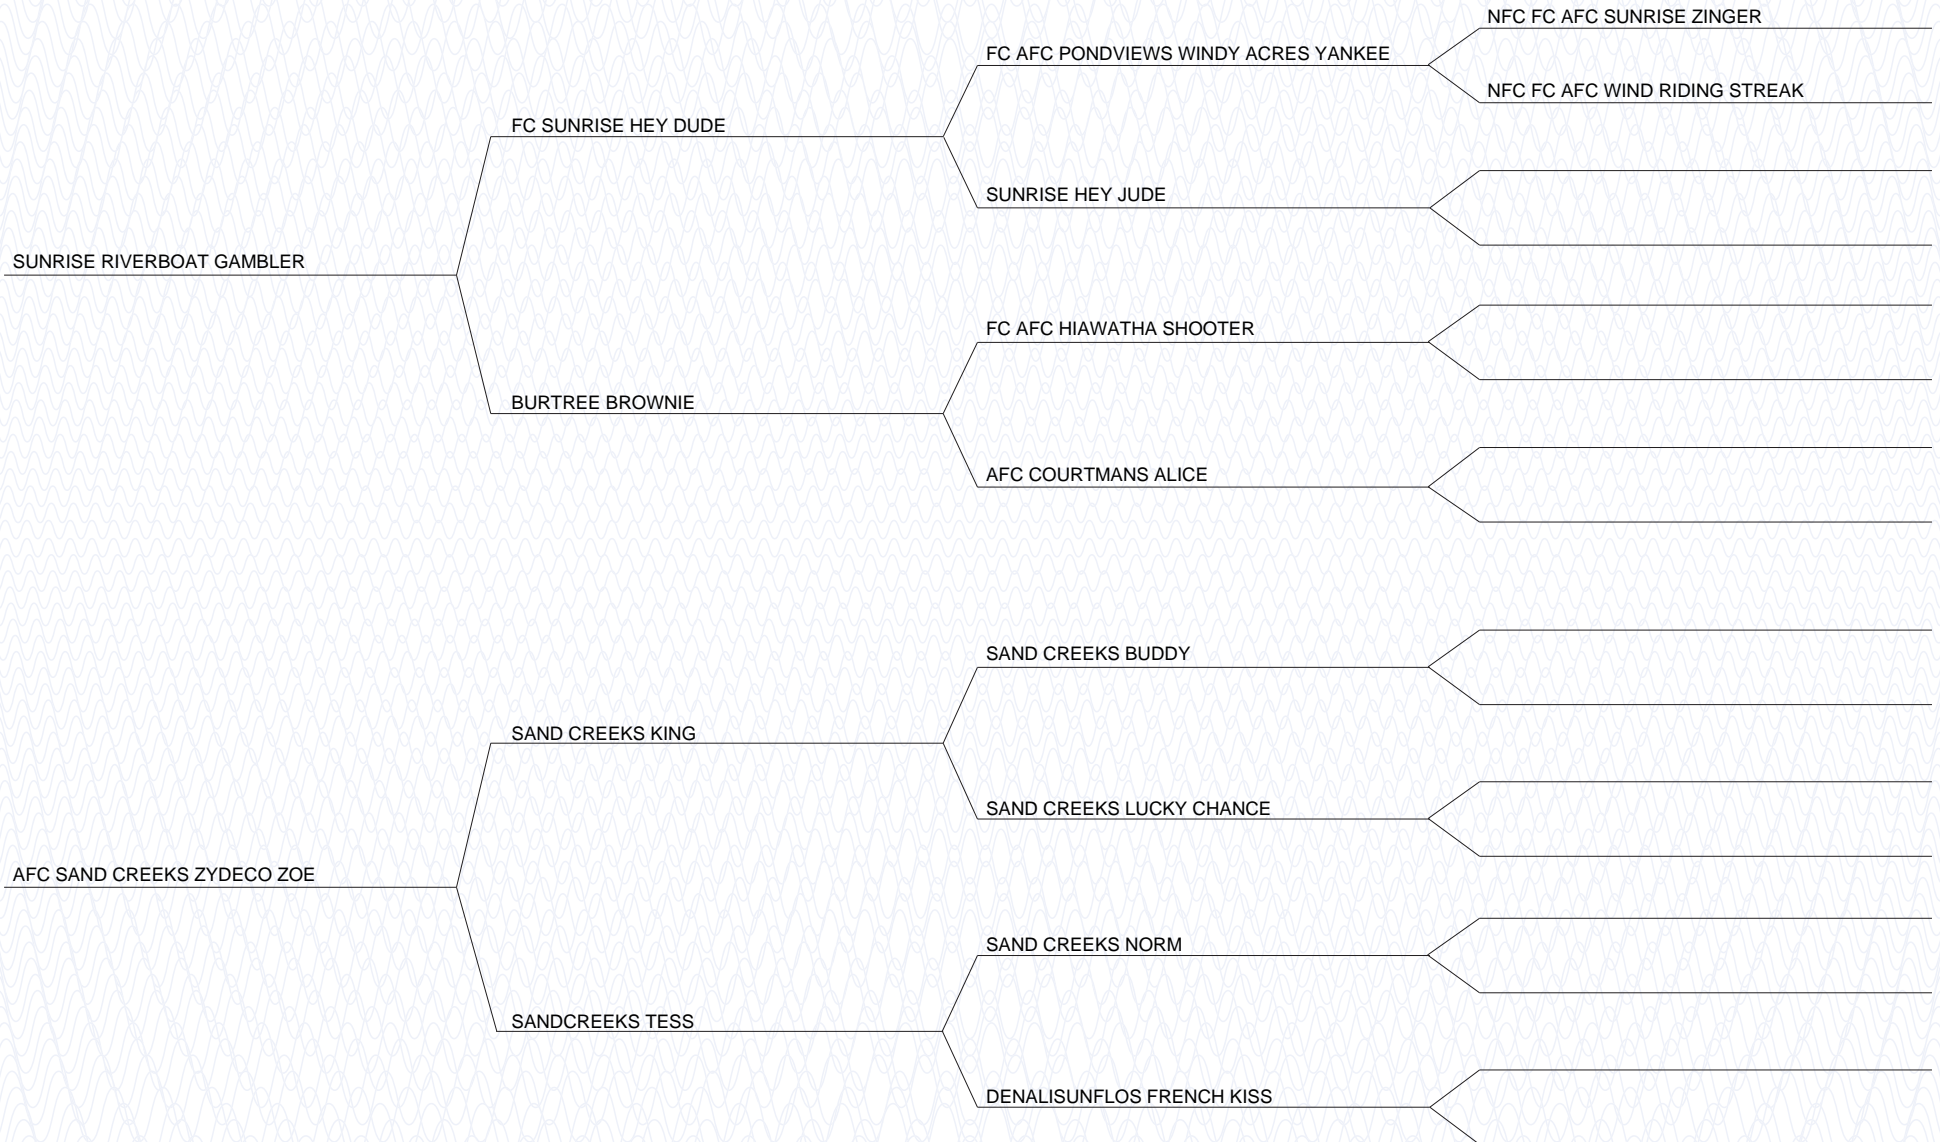 NFC FC AFC SUNRISE ZINGER
FC AFC PONDVIEWS WINDY ACRES YANKEE
NFC FC AFC WIND RIDING STREAK
FC SUNRISE HEY DUDE
SUNRISE HEY JUDE
SUNRISE RIVERBOAT GAMBLER
FC AFC HIAWATHA SHOOTER
BURTREE BROWNIE
AFC COURTMANS ALICE
SAND CREEKS BUDDY
SAND CREEKS KING
SAND CREEKS LUCKY CHANCE
AFC SAND CREEKS ZYDECO ZOE
SAND CREEKS NORM
SANDCREEKS TESS
DENALISUNFLOS FRENCH KISS